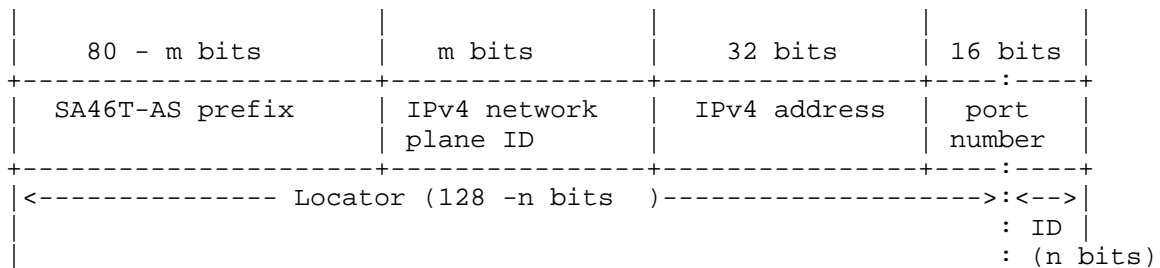 |                       |                |                |         |
|     80 - m bits       |   m bits       |    32 bits     | 16 bits |
+-----------------------+----------------+----------------+----:----+
|  SA46T-AS prefix      | IPv4 network   |  IPv4 address  |  port   |
|                       | plane ID       |                | number  |
+-----------------------+----------------+----------------+----:----+
|<--------------- Locator (128 -n bits  )-------------------->:<-->|
|                                                              : ID |
|                                                              : (n bits)